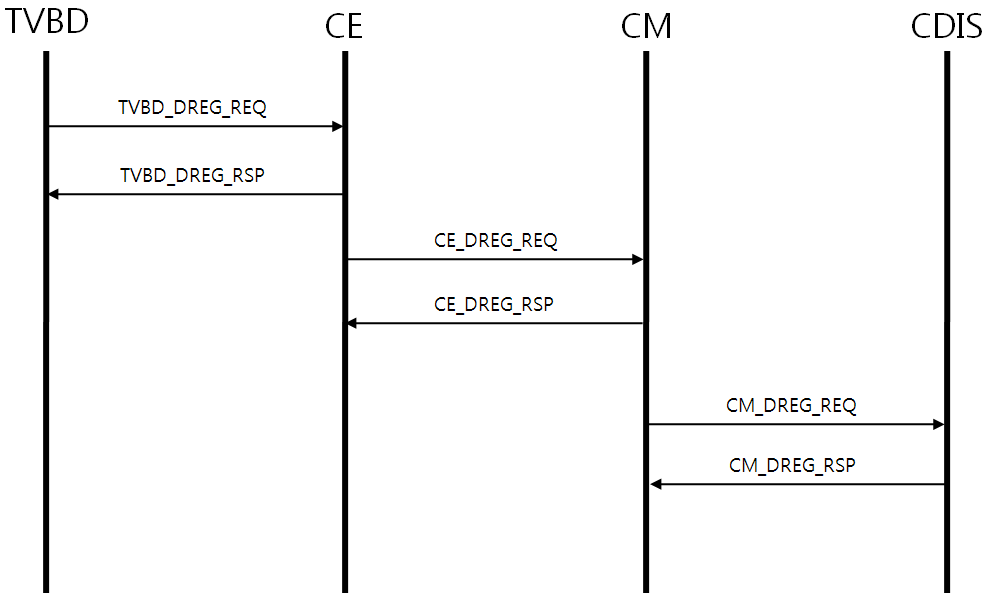 TVBD CE CM CDIS
TVBD_DREG_REQ
TVBD_DREG_RSP
CE_DREG_REQ
CE_DREG_RSP
CM_DREG_REQ
CM_DREG_RSP